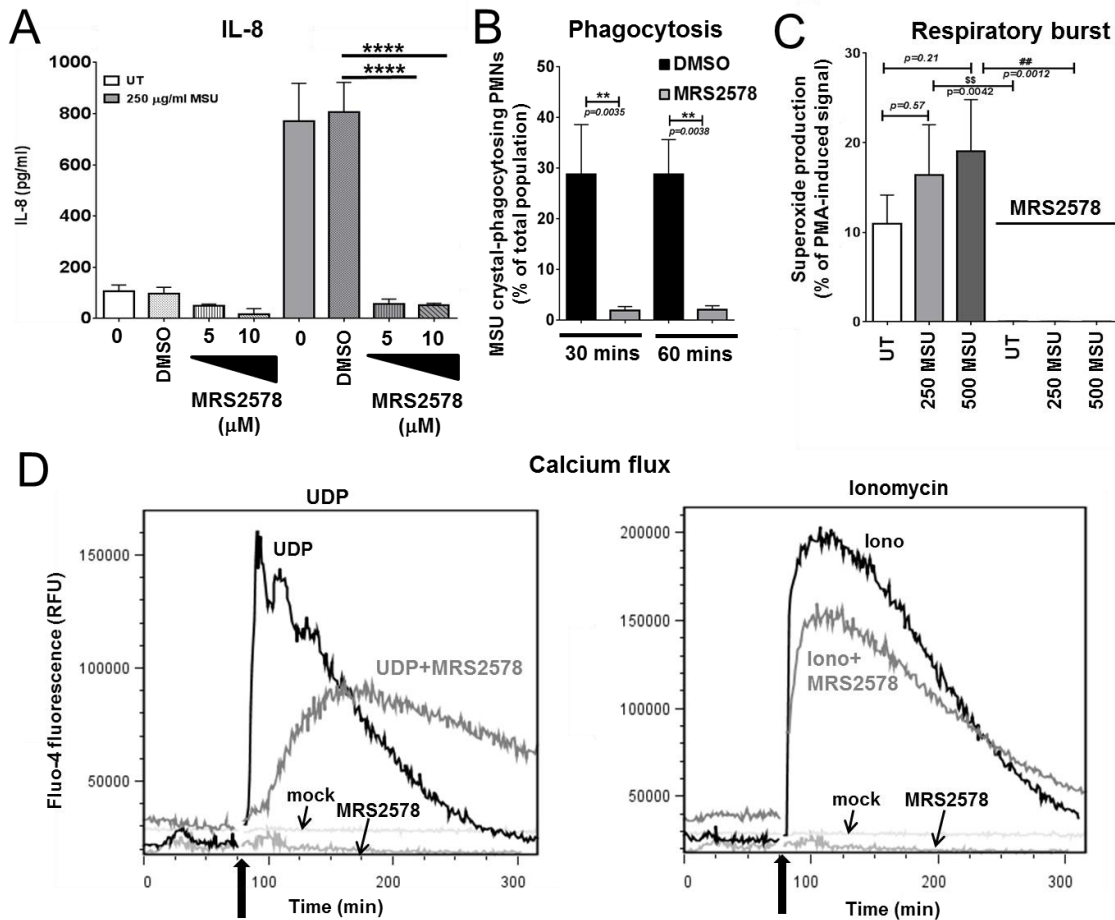 A
IL-8
UT
250 µg/ml MSU
****
****
IL-8 (pg/ml)
1000
800
600
400
200
0
0
DMSO
5
10
0
DMSO
5
10
MRS2578
(µM)
MRS2578
(µM)
B
Phagocytosis
DMSO
MRS2578
MSU crystal-phagocytosing PMNs
(% of total population)
50
40
30
20
10
0
**
p=0.0035
**
p=0.0038
30 mins
60 mins
C
Respiratory burst
Superoxide production
(% of PMA-induced signal)
30
20
10
0
p=0.21
##
p=0.0012
$$
p=0.0042
p=0.57
MRS2578
UT
250 MSU
500 MSU
UT
250 MSU
500 MSU
D
Calcium flux
UDP
Fluo-4 fluorescence (RFU)
150000
100000
50000
UDP
UDP+MRS2578
mock
MRS2578
0
100
200
300
Time (min)
Ionomycin
200000
150000
100000
50000
Iono
Iono+
MRS2578
mock
MRS2578
0
100
200
300
Time (min)